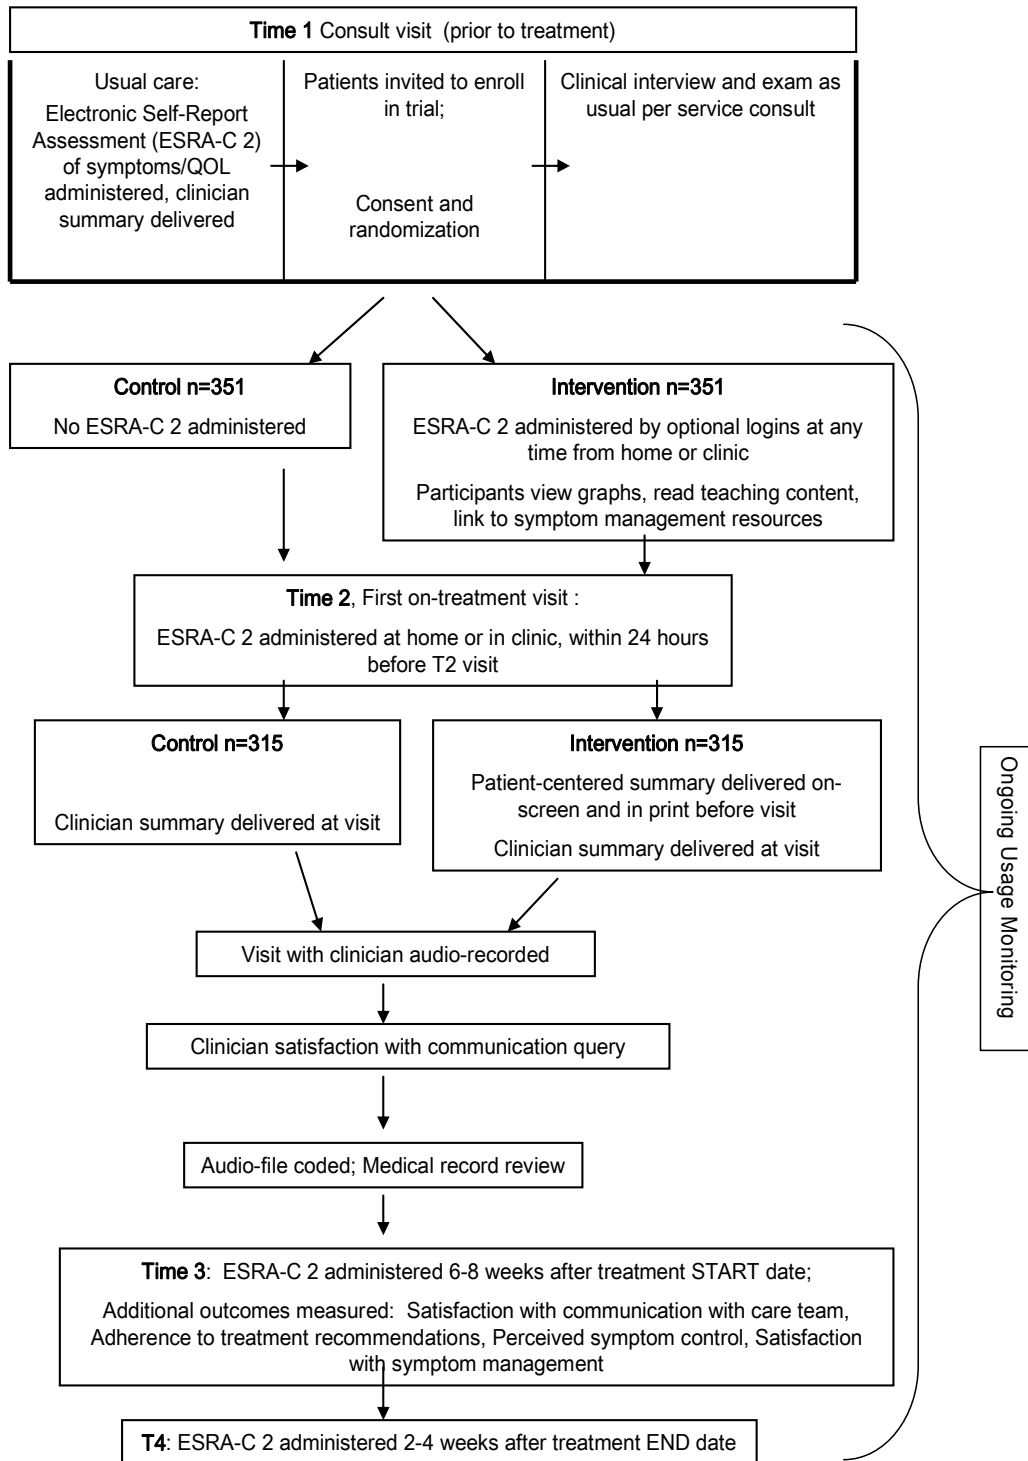 Time 1 Consult visit (prior to treatment)
Usual care:
Electronic Self-Report
Assessment (ESRA-C 2)
of symptoms/QOL
administered, clinician
summary delivered
Patients invited to enroll
in trial;
Consent and
randomization
Clinical interview and exam as
usual per service consult
Control n=351
No ESRA-C 2 administered
Intervention n=351
ESRA-C 2 administered by optional logins at any
time from home or clinic
Participants view graphs, read teaching content,
link to symptom management resources
Time 2, First on-treatment visit :
ESRA-C 2 administered at home or in clinic, within 24 hours
before T2 visit
Control n=315
Clinician summary delivered at visit
Intervention n=315
Patient-centered summary delivered on-
screen and in print before visit
Clinician summary delivered at visit
Visit with clinician audio-recorded
Clinician satisfaction with communication query
Audio-file coded; Medical record review
Time 3: ESRA-C 2 administered 6-8 weeks after treatment START date;
Additional outcomes measured: Satisfaction with communication with care team,
Adherence to treatment recommendations, Perceived symptom control, Satisfaction
with symptom management
T4: ESRA-C 2 administered 2-4 weeks after treatment END date
Ongoing Usage Monitoring